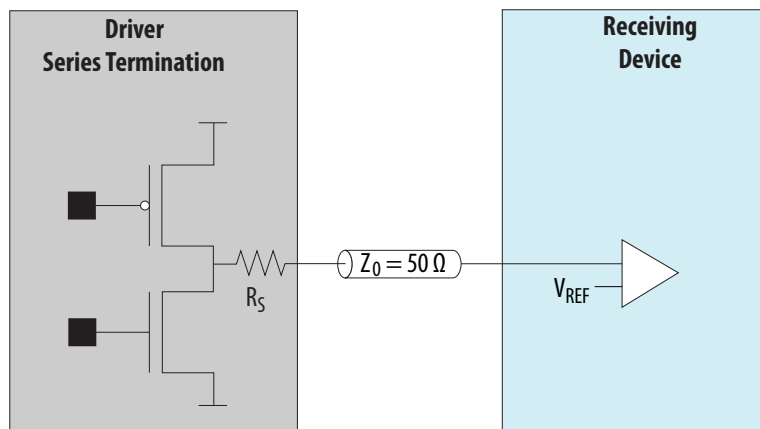 Driver
Series Termination
Receiving
Device
Z0 = 50 Ω
RS
VREF